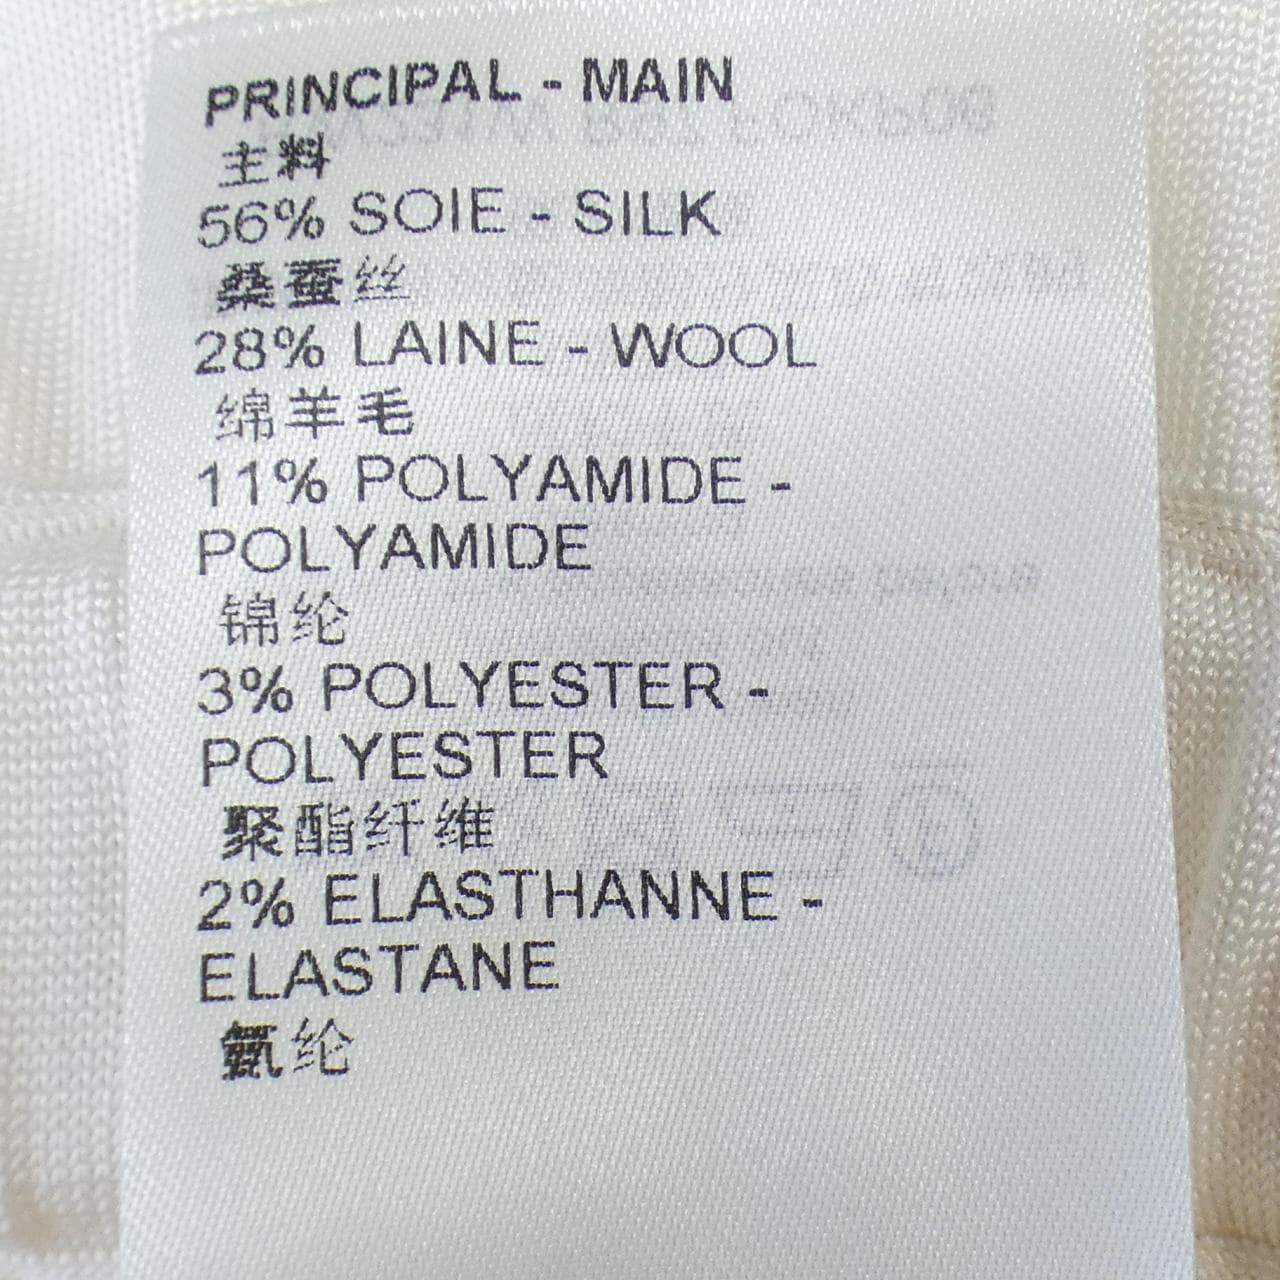 PRINCIPAL - MAIN
主料
56% SOIE - SILK
桑蚕丝
28% LAINE - WOOL
绵羊毛
11% POLYAMIDE -
POLYAMIDE
锦纶
3% POLYESTER -
POLYESTER
聚酯纤维
2% ELASTHANNE -
ELASTANE
氨纶